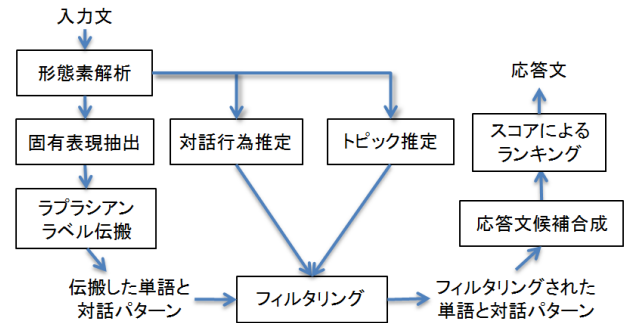 入力文
形態素解析
応答文
固有表現抽出
対話行為推定
トピック推定
スコアによる
ランキング
ラプラシアン
ラベル伝搬
応答文候補合成
伝搬した単語と
対話パターン
フィルタリング
フィルタリングされた
単語と対話パターン